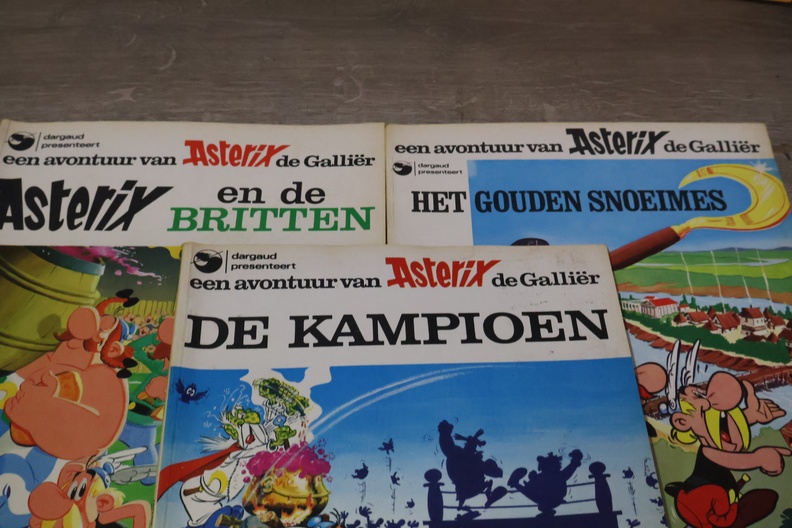 dargaud
presenteert
een avontuur van Asterix de Galliër
Asterix en de
BRITTEN
een avontuur van Asterix de Galliër
dargaud
presenteert
HET GOUDEN SNOEIMES
dargaud
presenteert
een avontuur van Asterix de Galliër
DE KAMPIOEN